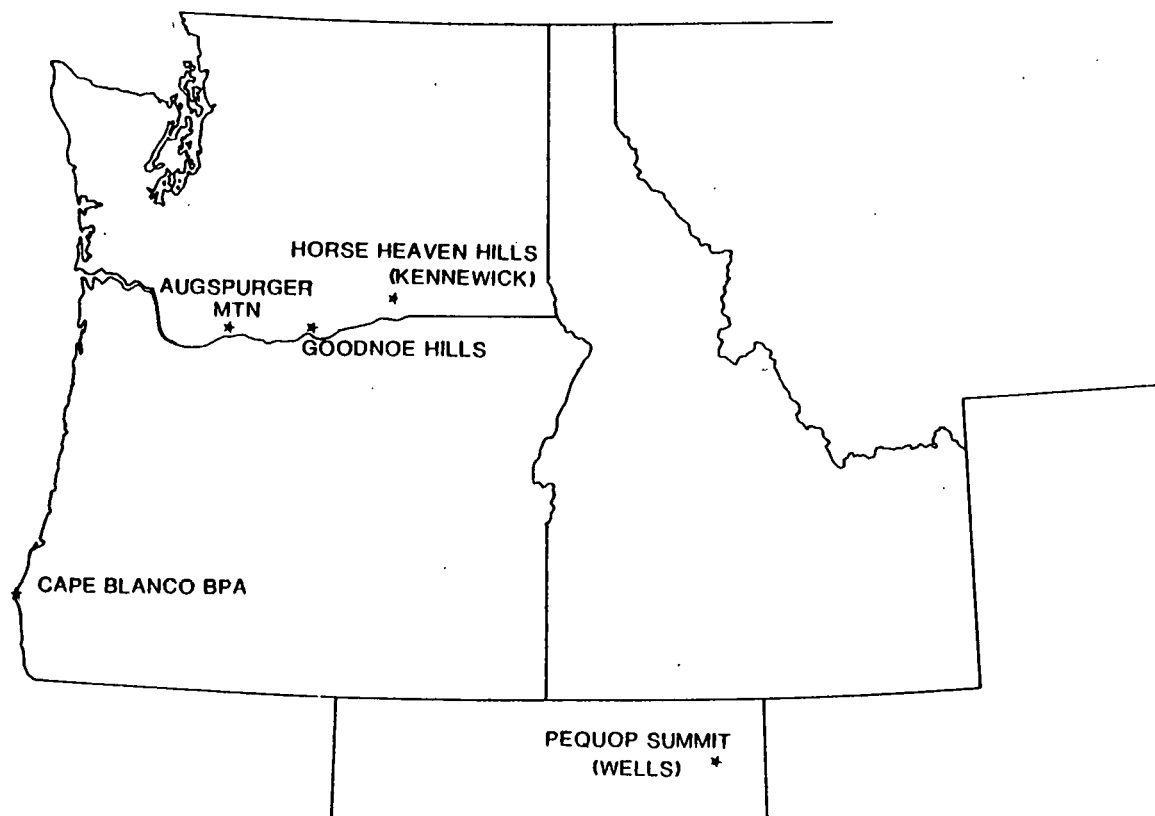 HORSE HEAVEN HILLS
(KENNEWICK)
AUGSPURGER
MTN
GOODNOE HILLS
CAPE BLANCO BPA
PEQUOP SUMMIT
(WELLS)